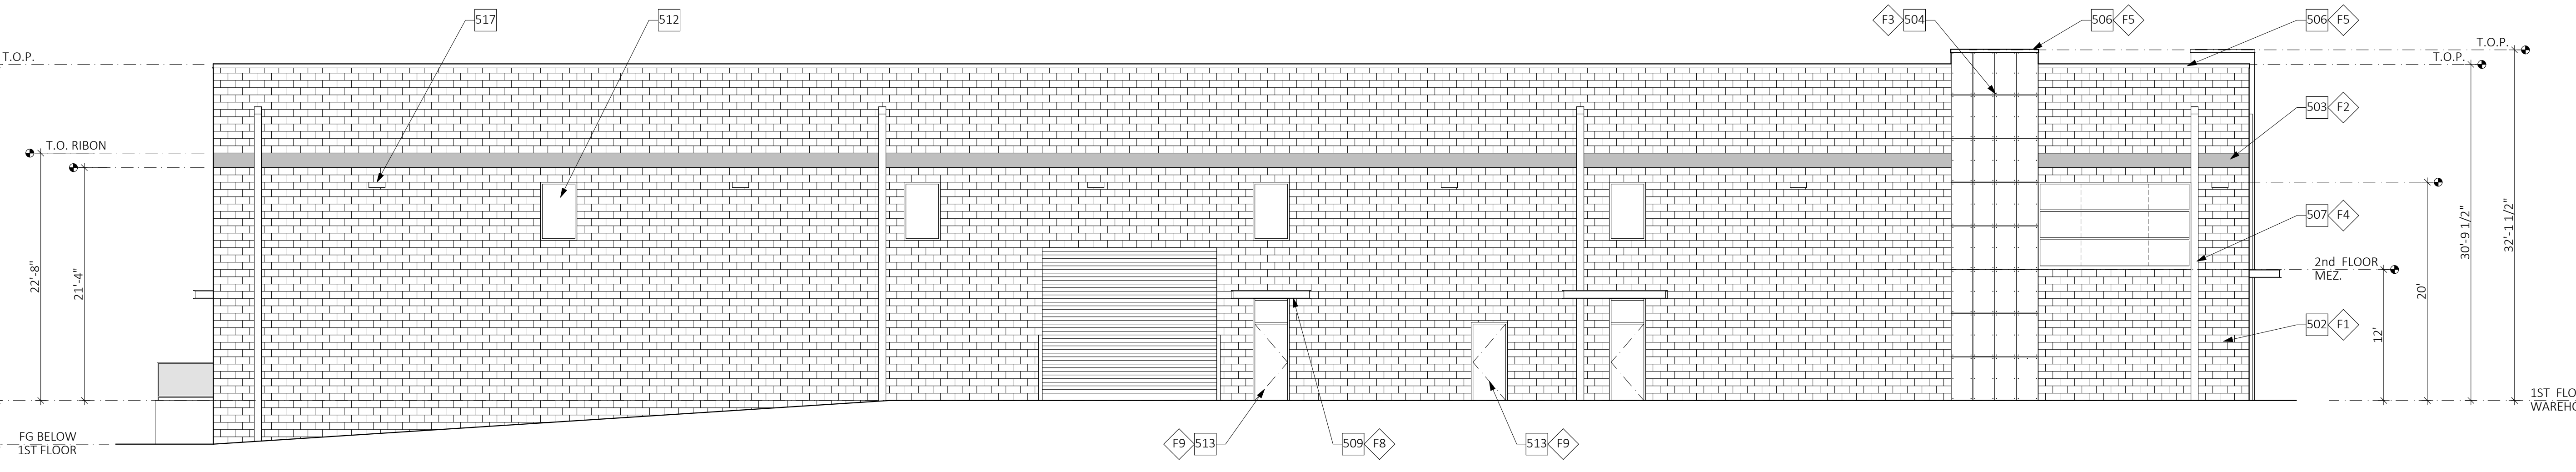 517
512
F3 504
506 F5
506 F5
T.O.P.
T.O.P.
T.O.P.
503 F2
T.O. RIBON
507 F4
22'-8"
21'-4"
2nd FLOOR
MEZ.
20'
30'-9 1/2"
32'-1 1/2"
12'
502 F1
1ST FLO
WAREHO
FG BELOW
1ST FLOOR
F9 513
509 F8
513 F9